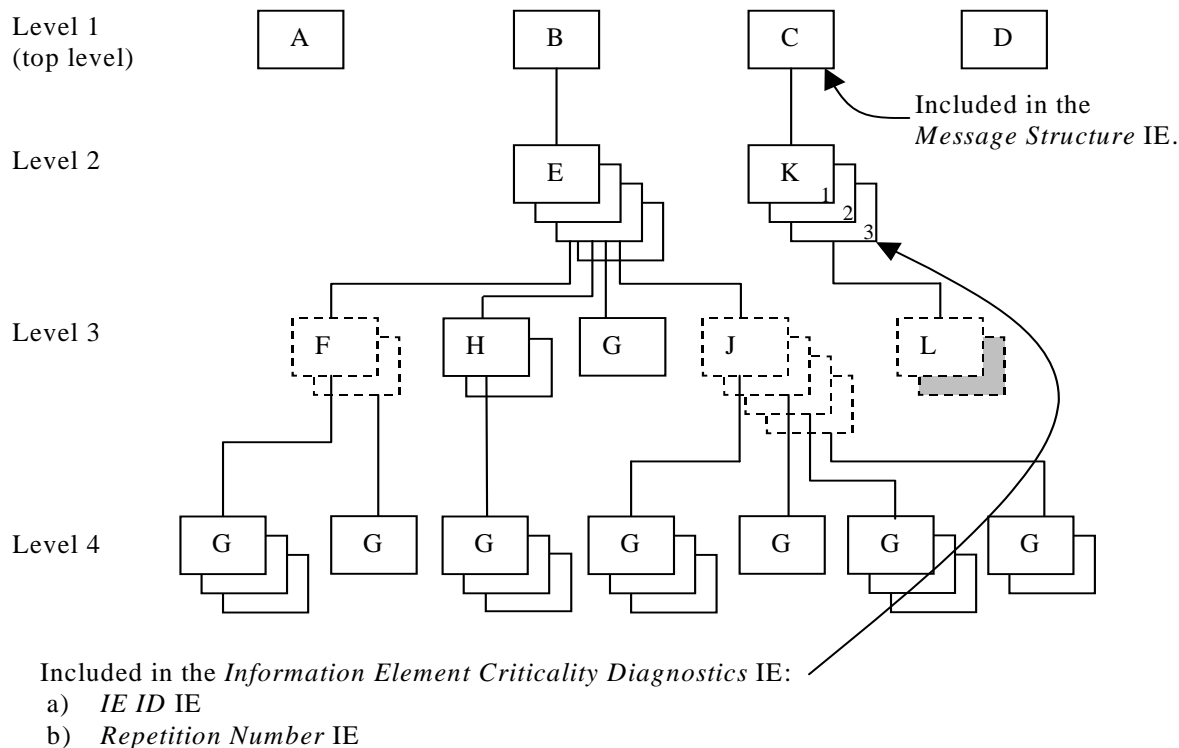 Level 1
(top level)
A
B
C
D
Included in the
Message Structure IE.
Level 2
E
K
1
2
3
Level 3
F
H
G
J
L
Level 4
G
G
G
G
G
G
G
Included in the Information Element Criticality Diagnostics IE:
a) IE ID IE
b) Repetition Number IE